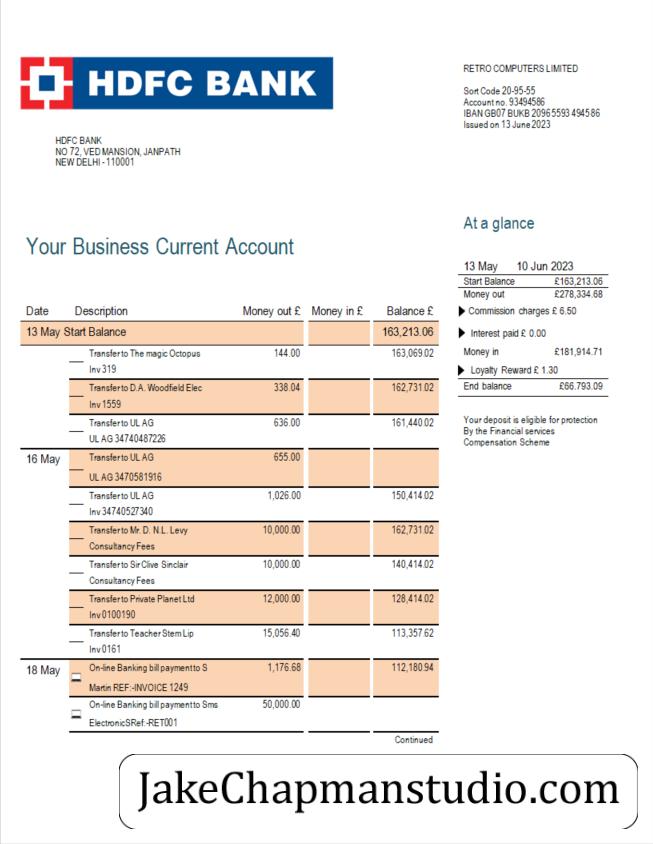 HDFC BANK
RETRO COMPUTERS LIMITED
Sort Code 20-95-55
Account no. 93494586
IBAN GB07 BUKB 2096 5593 4945 86
Issued on 13 June 2023
HDFC BANK
NO 72, VED MANSION, JANPATH
NEW DELHI - 110001
Your Business Current Account
At a glance
13 May 10 Jun 2023
Start Balance £163,213.06
Money out £278,334.68
Commission charges £ 6.50
Interest paid £ 0.00
Money in £181,914.71
Loyalty Reward £ 1.30
End balance £66.793.09
Your deposit is eligible for protection
By the Financial services
Compensation Scheme
Date Description Money out £ Money in £ Balance £
13 May Start Balance 163,213.06
Transfer to The magic Octopus 144.00 163,069.02
Inv 319
Transfer to D.A. Woodfield Elec 338.04 162,731.02
Inv 1559
Transfer to UL AG 636.00 161,440.02
UL AG 34740487226
16 May Transfer to UL AG 655.00
UL AG 3470581916
Transfer to UL AG 1,026.00 150,414.02
Inv 34740527340
Transfer to Mr. D. N.L. Levy 10,000.00 162,731.02
Consultancy Fees
Transfer to Sir Clive Sinclair 10,000.00 140,414.02
Consultancy Fees
Transfer to Private Planet Ltd 12,000.00 128,414.02
Inv 0100190
Transfer to Teacher Stem Lip 15,056.40 113,357.62
Inv 0161
18 May On-line Banking bill payment to S 1,176.68 112,180.94
Martin REF:-INVOICE 1249
On-line Banking bill payment to Sms 50,000.00
ElectronicSRef:-RET001
Continued
JakeChapmanstudio.com